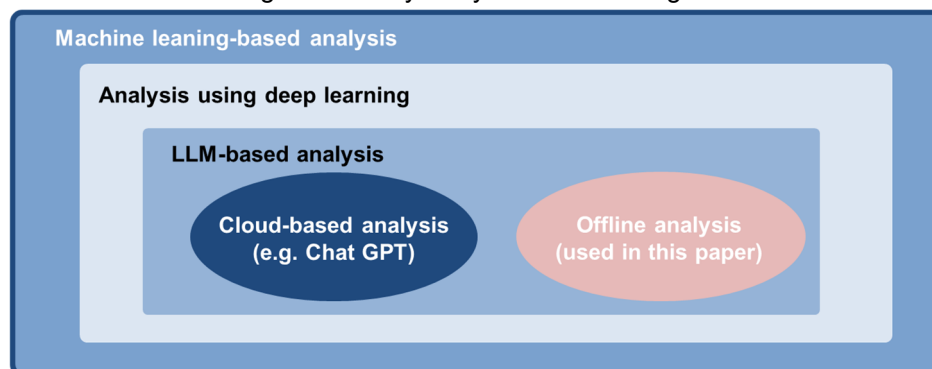 Machine leaning-based analysis
Analysis using deep learning
LLM-based analysis
Cloud-based analysis
(e.g. Chat GPT)
Offline analysis
(used in this paper)